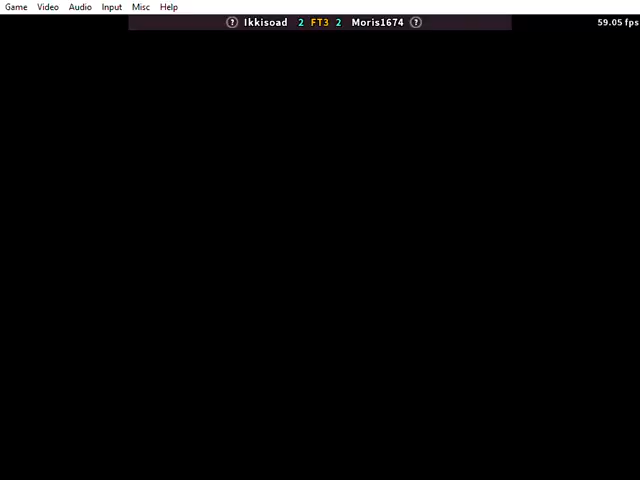 Game Video Audio Input Misc Help
? Ikkisoad 2 FT3 2 Moris1674 ?
59.05 fps